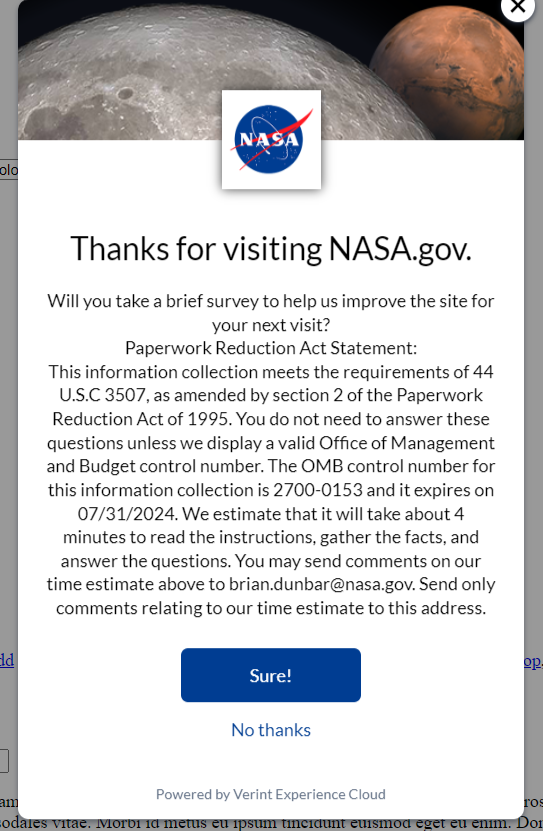 NASA
olo
Thanks for visiting NASA.gov.
Will you take a brief survey to help us improve the site for
your next visit?
Paperwork Reduction Act Statement:
This information collection meets the requirements of 44
U.S.C 3507, as amended by section 2 of the Paperwork
Reduction Act of 1995. You do not need to answer these
questions unless we display a valid Office of Management
and Budget control number. The OMB control number for
this information collection is 2700-0153 and it expires on
07/31/2024. We estimate that it will take about 4
minutes to read the instructions, gather the facts, and
answer the questions. You may send comments on our
time estimate above to brian.dunbar@nasa.gov. Send only
comments relating to our time estimate to this address.
dd op.
Sure!
No thanks
Powered by Verint Experience Cloud
am ros
sodales vitae. Morbi id metus eu ipsum tincidunt euismod eget eu enim. Don